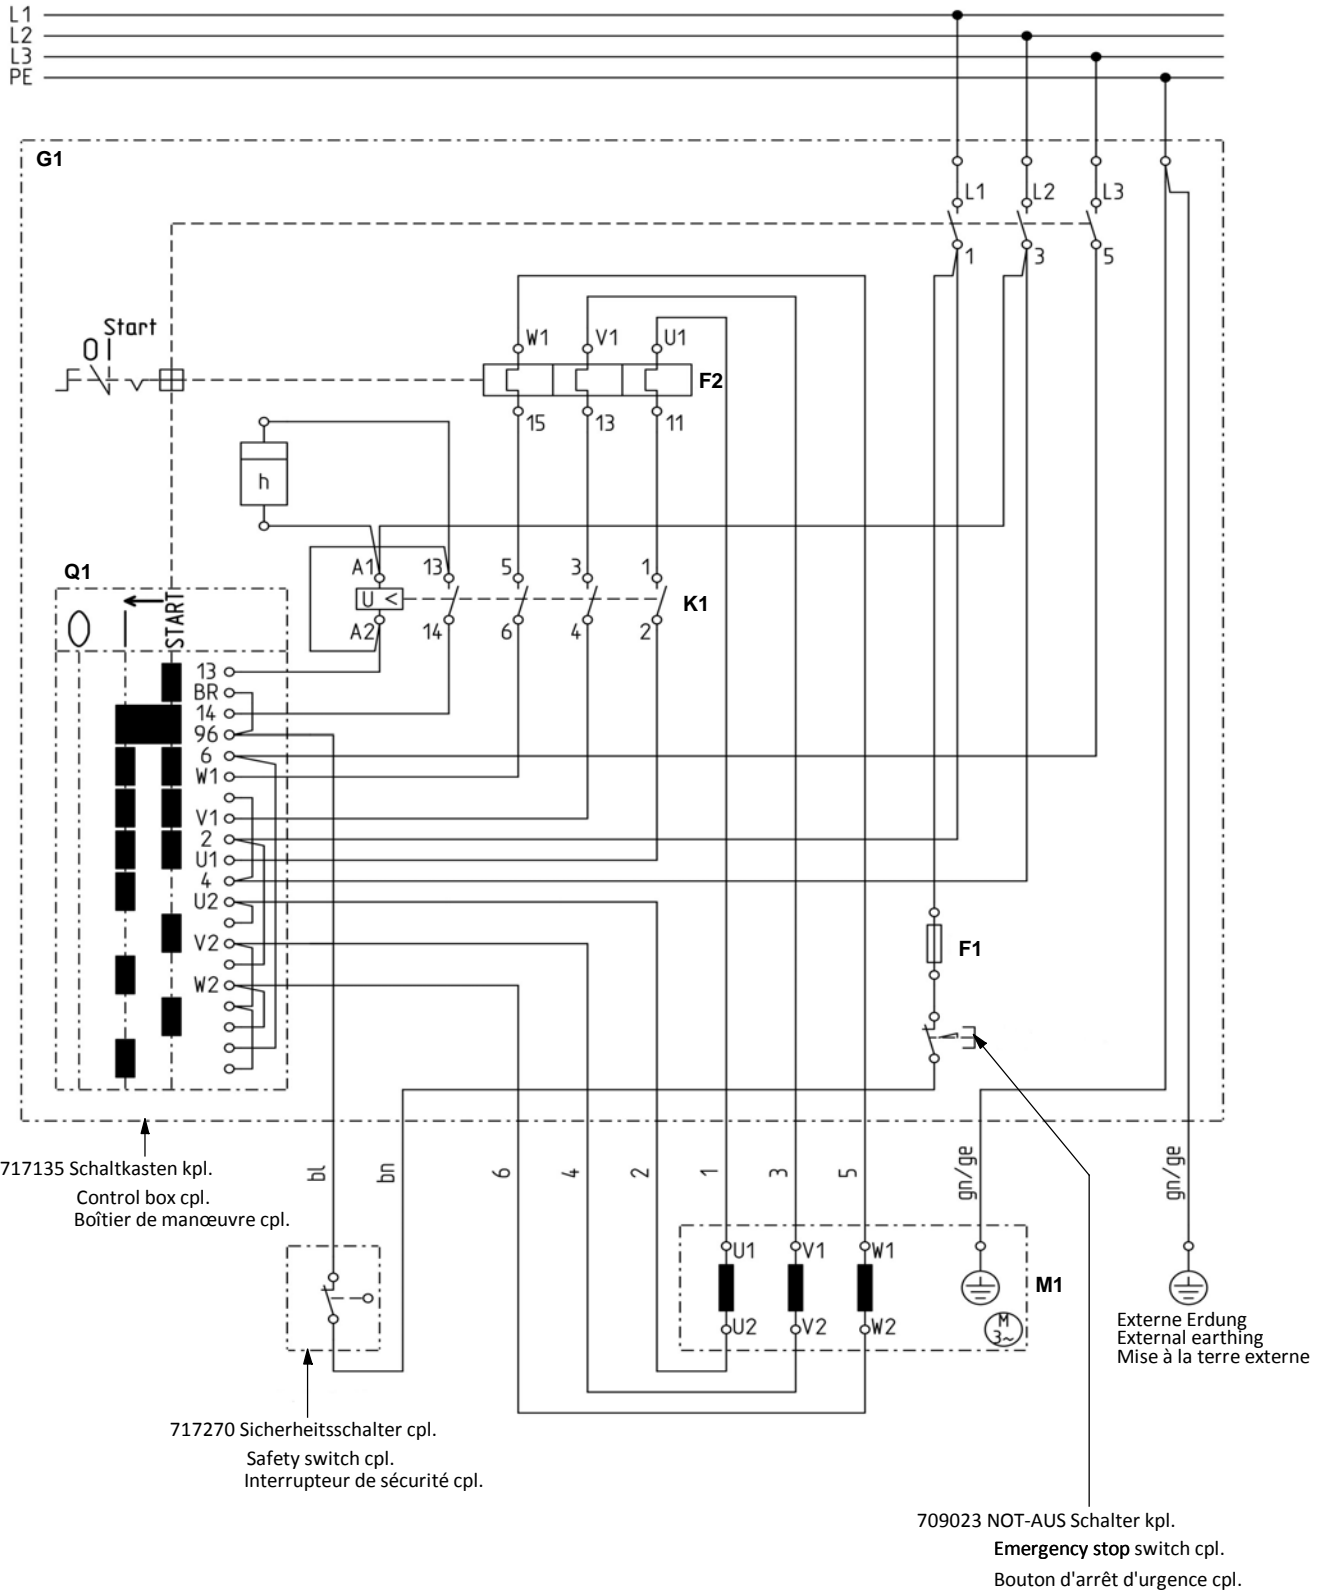 L1
L2
L3
PE
G1
L1 L2 L3
1 3 5
Start
0
W1 V1 U1
F2
15 13 11
h
A1 13 5 3 1
U <
K1
A2 14 6 4 2
Q1
START
13
BR
14
96
6
W1
V1
2
U1
4
U2
V2
W2
F1
717135 Schaltkasten kpl.
Control box cpl.
Boîtier de manœuvre cpl.
bl bn 6 4 2 1 3 5 gn/ge gn/ge
U1 V1 W1
M1
U2 V2 W2
M
3~
Externe Erdung
External earthing
Mise à la terre externe
717270 Sicherheitsschalter cpl.
Safety switch cpl.
Interrupteur de sécurité cpl.
709023 NOT-AUS Schalter kpl.
Emergency stop switch cpl.
Bouton d'arrêt d'urgence cpl.